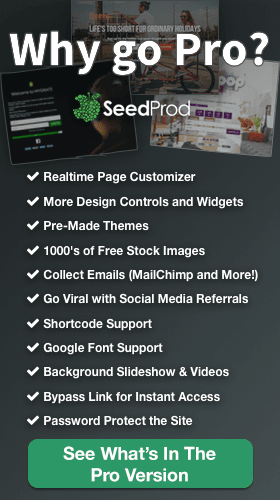 LIFE'S TOO SHORT FOR ORDINARY HOLIDAYS
Why go Pro?
SeedProd
Realtime Page Customizer
More Design Controls and Widgets
Pre-Made Themes
1000's of Free Stock Images
Collect Emails (MailChimp and More!)
Go Viral with Social Media Referrals
Shortcode Support
Google Font Support
Background Slideshow & Videos
Bypass Link for Instant Access
Password Protect the Site
See What's In The
Pro Version